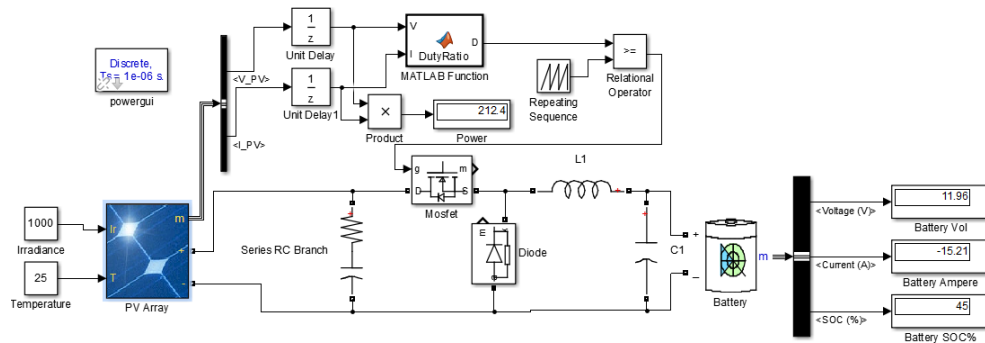 Discrete,
Ts = 1e-06 s.
powergui
<V_PV>
<I_PV>
1
z
Unit Delay
1
z
Unit Delay1
V
I
D
DutyRatio
MATLAB Function
×
Product
212.4
Power
Repeating
Sequence
>=
Relational
Operator
1000
Irradiance
25
Temperature
Ir
T
m
+
-
PV Array
Series RC Branch
g
m
D
S
Mosfet
m
a
Diode
L1
+
+
+
C1
+
_
m
Battery
<Voltage (V)>
11.96
Battery Vol
<Current (A)>
-15.21
Battery Ampere
<SOC (%)>
45
Battery SOC%